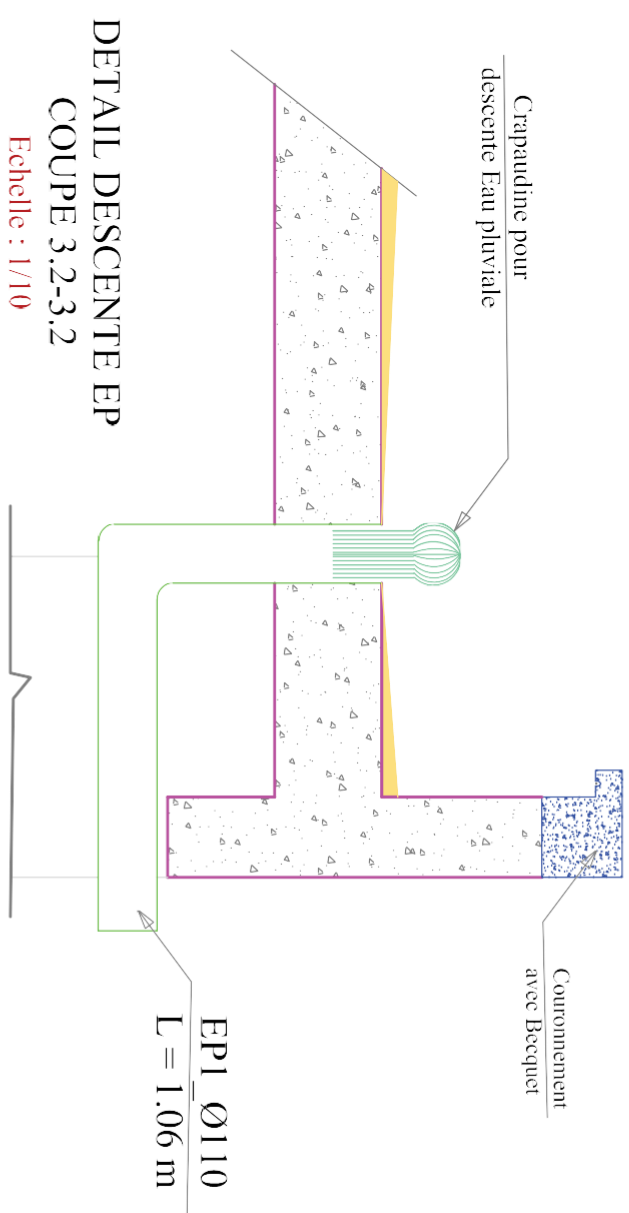 Crapaudine pour
descente Eau pluviale
Couronnement
avec Becquet
EP1_Ø110
L = 1.06 m
DETAIL DESCENTE EP
COUPE 3.2-3.2
Echelle : 1/10